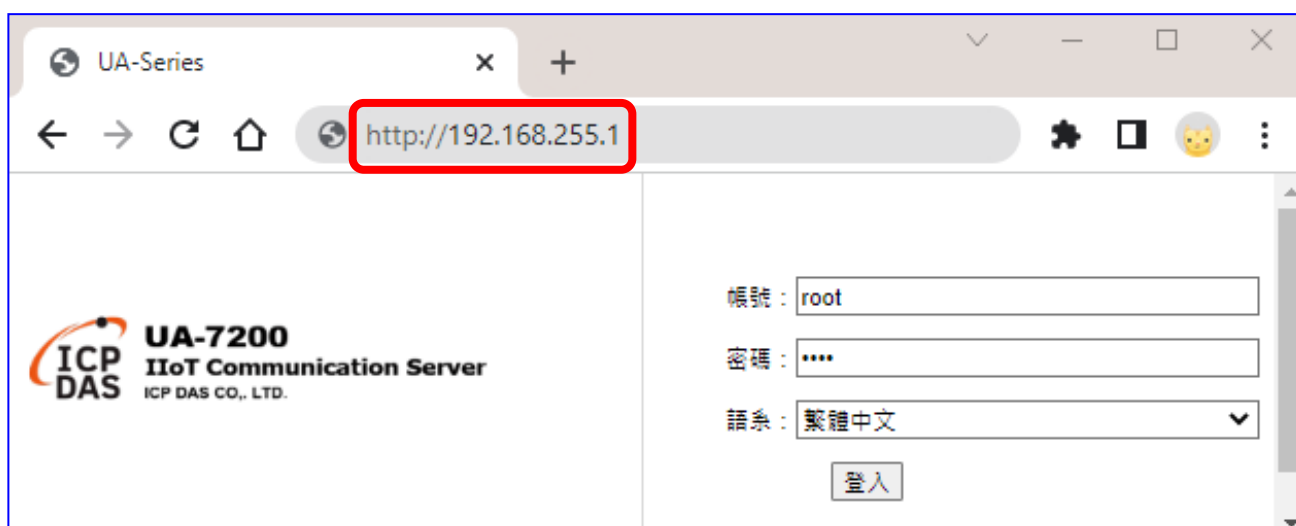 UA-Series
http://192.168.255.1
帳號：root
密碼：••••
語系：繁體中文
登入
ICP DAS
UA-7200
IIoT Communication Server
ICP DAS CO,. LTD.